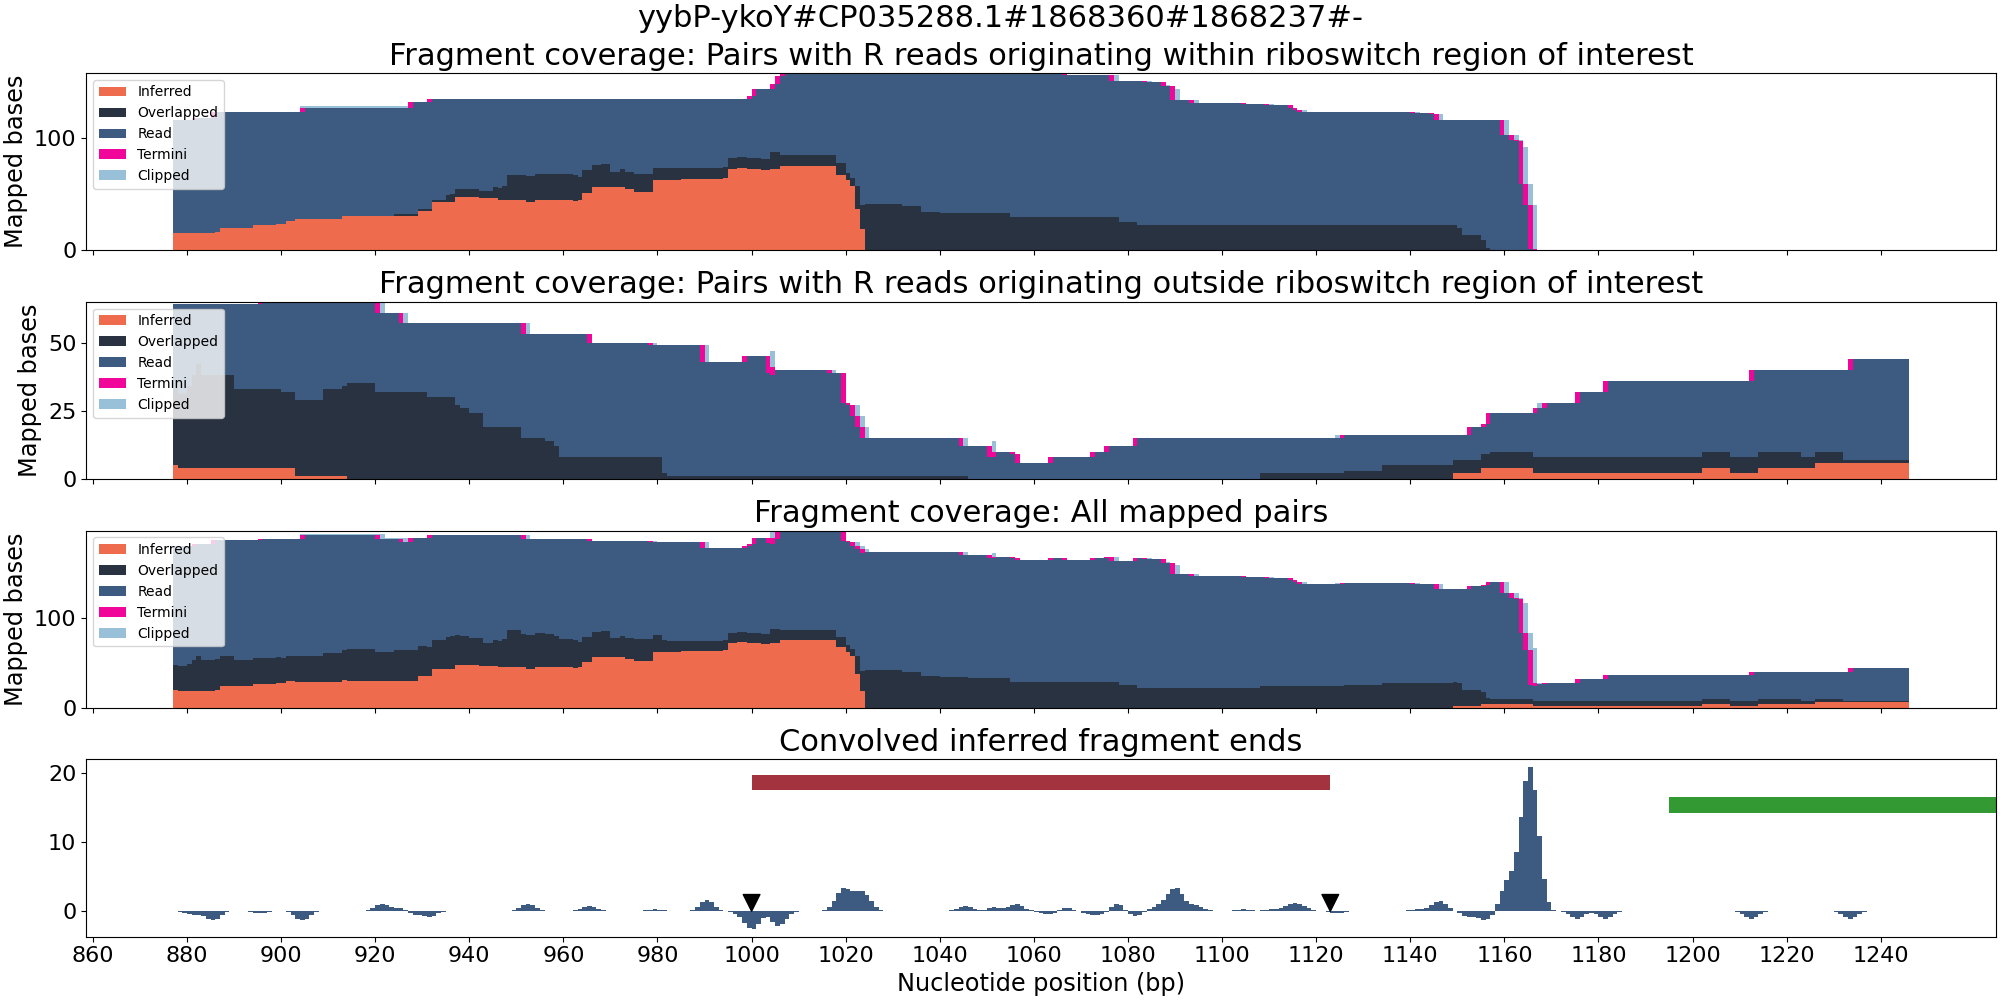 yybP-ykoY#CP035288.1#1868360#1868237#-
Fragment coverage: Pairs with R reads originating within riboswitch region of interest
Mapped bases
100
0
Inferred
Overlapped
Read
Termini
Clipped
Fragment coverage: Pairs with R reads originating outside riboswitch region of interest
Mapped bases
50
25
0
Inferred
Overlapped
Read
Termini
Clipped
Fragment coverage: All mapped pairs
Mapped bases
100
0
Inferred
Overlapped
Read
Termini
Clipped
Convolved inferred fragment ends
20
10
0
860 880 900 920 940 960 980 1000 1020 1040 1060 1080 1100 1120 1140 1160 1180 1200 1220 1240
Nucleotide position (bp)